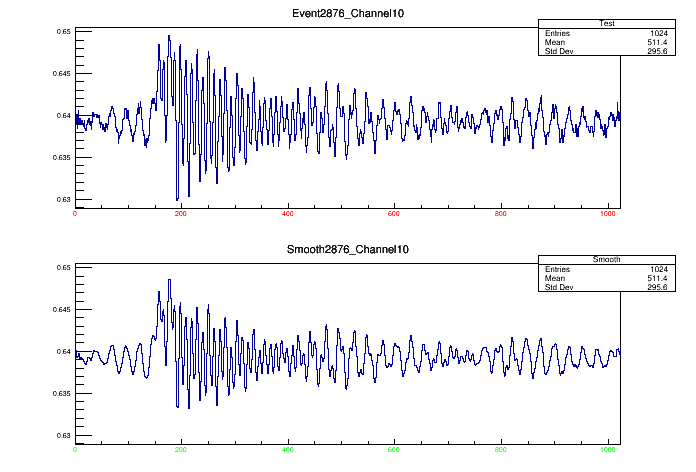 Event2876_Channel10
Test
Entries 1024
Mean 511.4
Std Dev 295.6
0.65
0.645
0.64
0.635
0.63
0 200 400 600 800 1000
Smooth2876_Channel10
Smooth
Entries 1024
Mean 511.4
Std Dev 295.6
0.65
0.645
0.64
0.635
0.63
0 200 400 600 800 1000